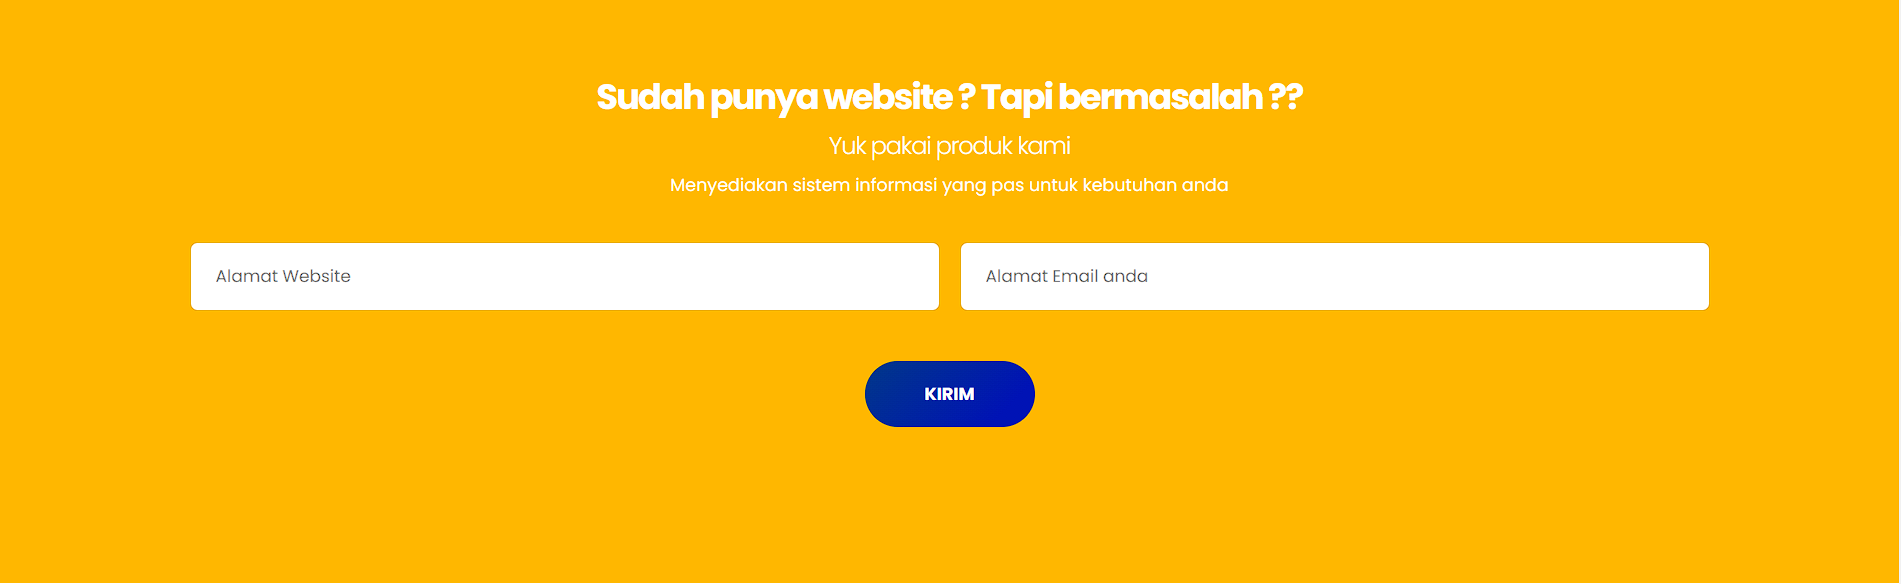 Sudah punya website ? Tapi bermasalah ??
Yuk pakai produk kami
Menyediakan sistem informasi yang pas untuk kebutuhan anda
Alamat Website
Alamat Email anda
KIRIM